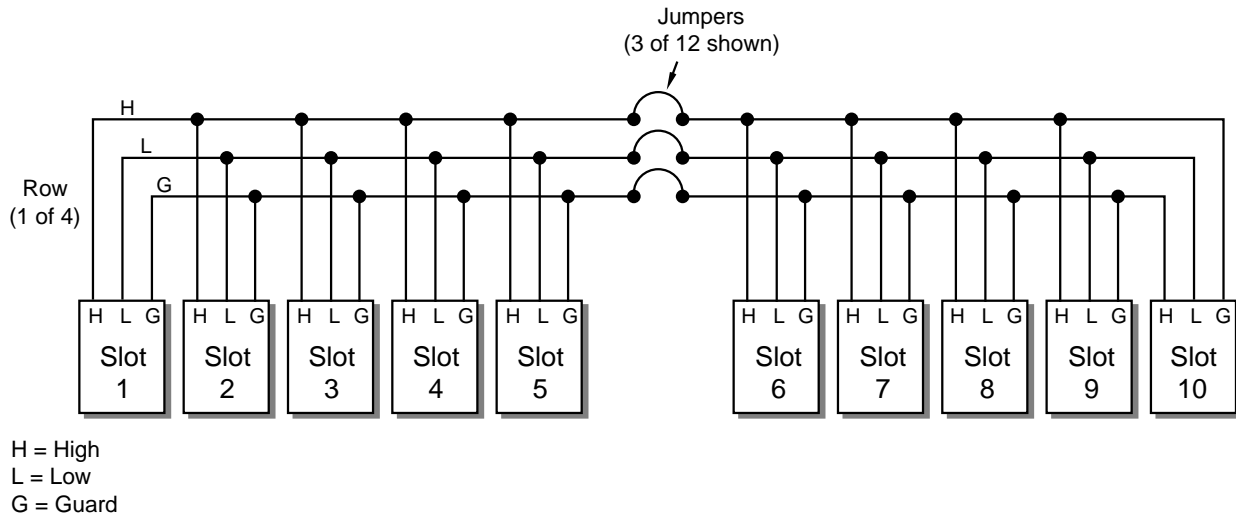 Jumpers
(3 of 12 shown)
H
L
G
Row
(1 of 4)
H L G H L G H L G H L G H L G H L G H L G H L G H L G H L G
Slot Slot Slot Slot Slot Slot Slot Slot Slot Slot
1 2 3 4 5 6 7 8 9 10
H = High
L = Low
G = Guard